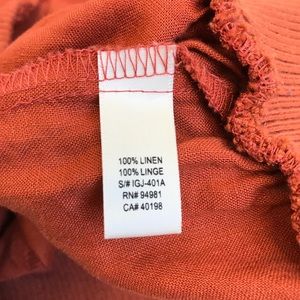 100% LINEN
100% LINGE
S/# IGJ-401A
RN# 94981
CA# 40198